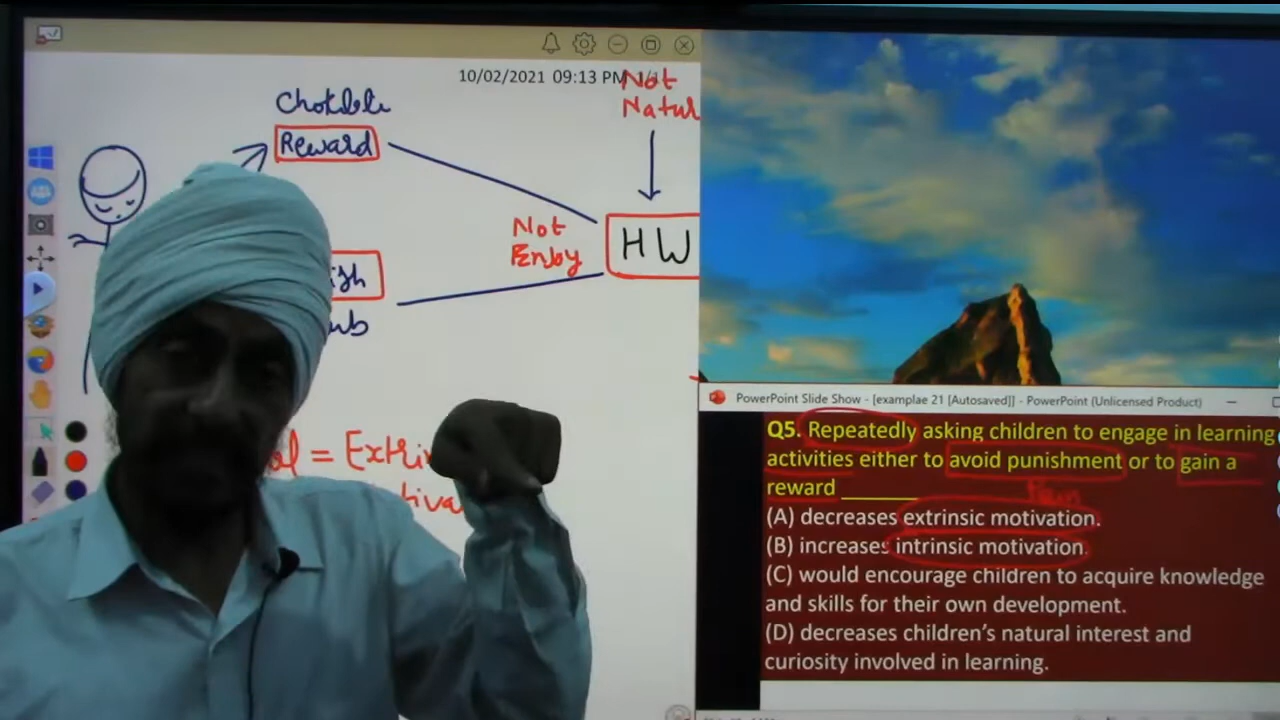 10/02/2021 09:13 PM
Not
Natur
Reward
Not
Enjoy
HW
ol = Extri
tiva
PowerPoint Slide Show - [examplae 21 [Autosaved]] - PowerPoint (Unlicensed Product)
Q5. Repeatedly asking children to engage in learning
activities either to avoid punishment or to gain a
reward ________
(A) decreases extrinsic motivation.
(B) increases intrinsic motivation.
(C) would encourage children to acquire knowledge
and skills for their own development.
(D) decreases children's natural interest and
curiosity involved in learning.